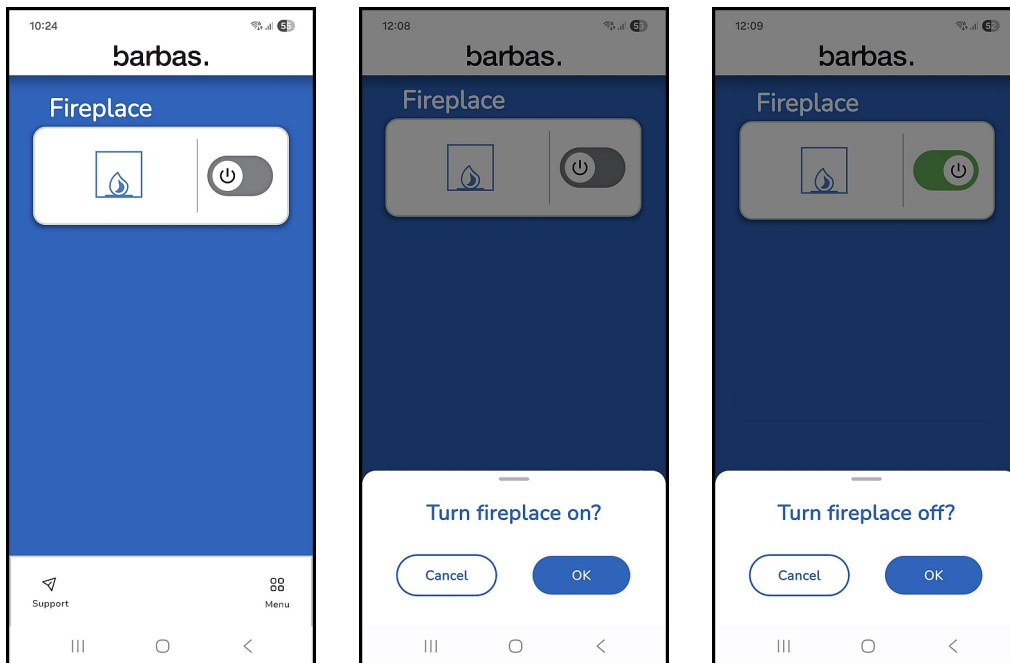 10:24
55
barbas.
Fireplace
Support
Menu
12:08
barbas.
Fireplace
Turn fireplace on?
Cancel
OK
12:09
barbas.
Fireplace
Turn fireplace off?
Cancel
OK